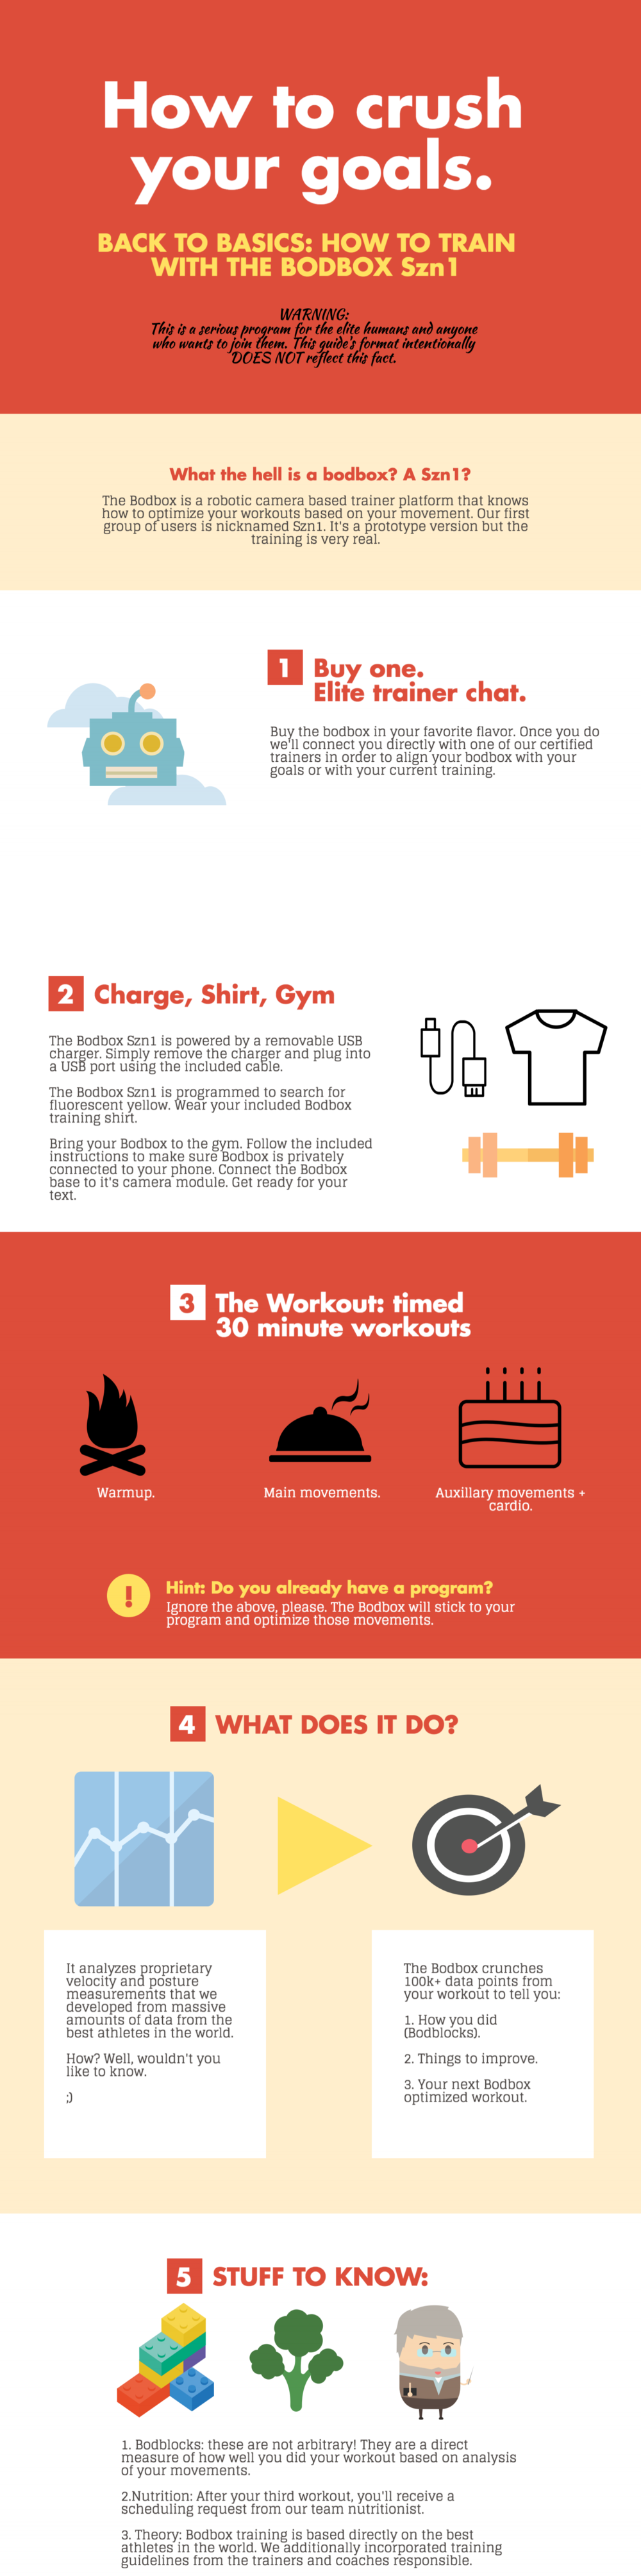 How to crush
your goals.
BACK TO BASICS: HOW TO TRAIN
WITH THE BODBOX Szn1
WARNING:
This is a serious program for the elite humans and anyone
who wants to join them. This guide's format intentionally
DOES NOT reflect this fact.
What the hell is a bodbox? A Szn1?
The Bodbox is a robotic camera based trainer platform that knows
how to optimize your workouts based on your movement. Our first
group of users is nicknamed Szn1. It's a prototype version but the
training is very real.
1 Buy one.
Elite trainer chat.
Buy the bodbox in your favorite flavor. Once you do
we'll connect you directly with one of our certified
trainers in order to align your bodbox with your
goals or with your current training.
2 Charge, Shirt, Gym
The Bodbox Szn1 is powered by a removable USB
charger. Simply remove the charger and plug into
a USB port using the included cable.
The Bodbox Szn1 is programmed to search for
fluorescent yellow. Wear your included Bodbox
training shirt.
Bring your Bodbox to the gym. Follow the included
instructions to make sure Bodbox is privately
connected to your phone. Connect the Bodbox
base to it's camera module. Get ready for your
text.
3 The Workout: timed
30 minute workouts
Warmup.
Main movements.
Auxillary movements +
cardio.
! Hint: Do you already have a program?
Ignore the above, please. The Bodbox will stick to your
program and optimize those movements.
4 WHAT DOES IT DO?
It analyzes proprietary
velocity and posture
measurements that we
developed from massive
amounts of data from the
best athletes in the world.
How? Well, wouldn't you
like to know.
;)
The Bodbox crunches
100k+ data points from
your workout to tell you:
1. How you did
(Bodblocks).
2. Things to improve.
3. Your next Bodbox
optimized workout.
5 STUFF TO KNOW:
1. Bodblocks: these are not arbitrary! They are a direct
measure of how well you did your workout based on analysis
of your movements.
2.Nutrition: After your third workout, you'll receive a
scheduling request from our team nutritionist.
3. Theory: Bodbox training is based directly on the best
athletes in the world. We additionally incorporated training
guidelines from the trainers and coaches responsible.